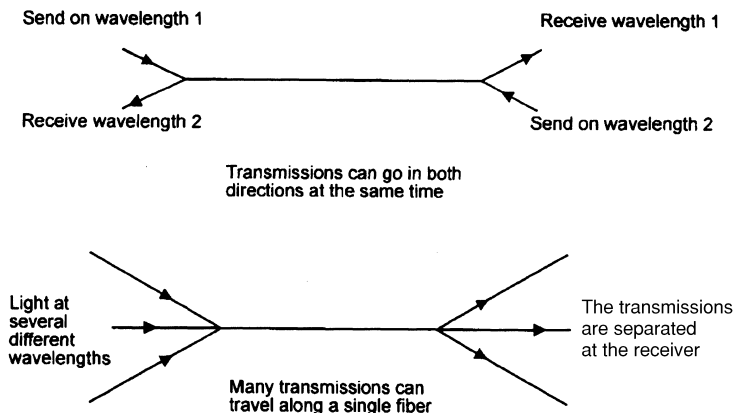 Send on wavelength 1
Receive wavelength 1
Receive wavelength 2
Send on wavelength 2
Transmissions can go in both
directions at the same time
Light at
several
different
wavelengths
The transmissions
are separated
at the receiver
Many transmissions can
travel along a single fiber